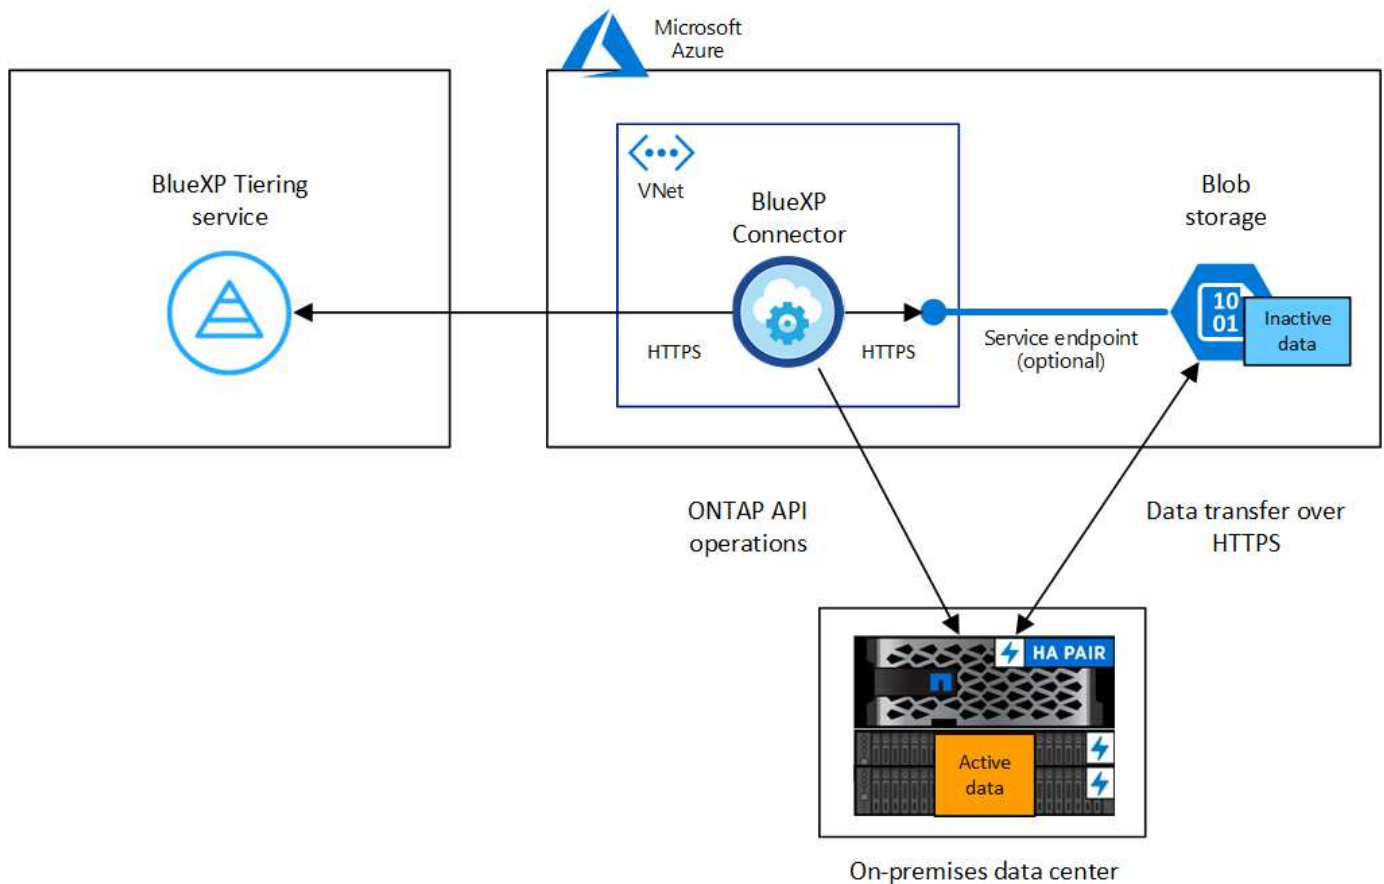 Microsoft
Azure
BlueXP Tiering
service
VNet
BlueXP
Connector
Blob
storage
10
01
Inactive
data
HTTPS
HTTPS
Service endpoint
(optional)
ONTAP API
operations
Data transfer over
HTTPS
HA PAIR
Active
data
On-premises data center